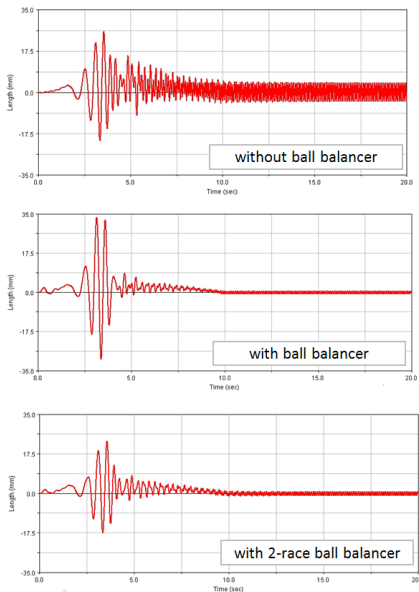 35.0
17.5
Length (mm)
0.0
-17.5
without ball balancer
-35.0
0.0 5.0 10.0 15.0 20.0
Time (sec)
35.0
17.5
Length (mm)
0.0
-17.5
with ball balancer
-35.0
0.0 5.0 10.0 15.0 20.0
Time (sec)
35.0
17.5
Length (mm)
0.0
-17.5
with 2-race ball balancer
-35.0
0.0 5.0 10.0 15.0 20.0
Time (sec)